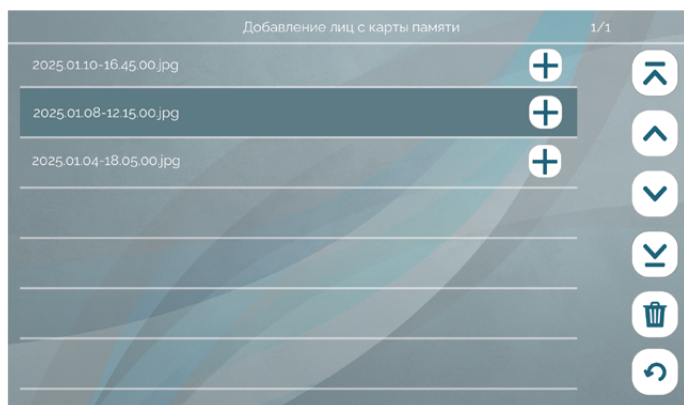 Добавление лиц с карты памяти 1/1
2025.01.10-16.45.00.jpg
2025.01.08-12.15.00.jpg
2025.01.04-18.05.00.jpg